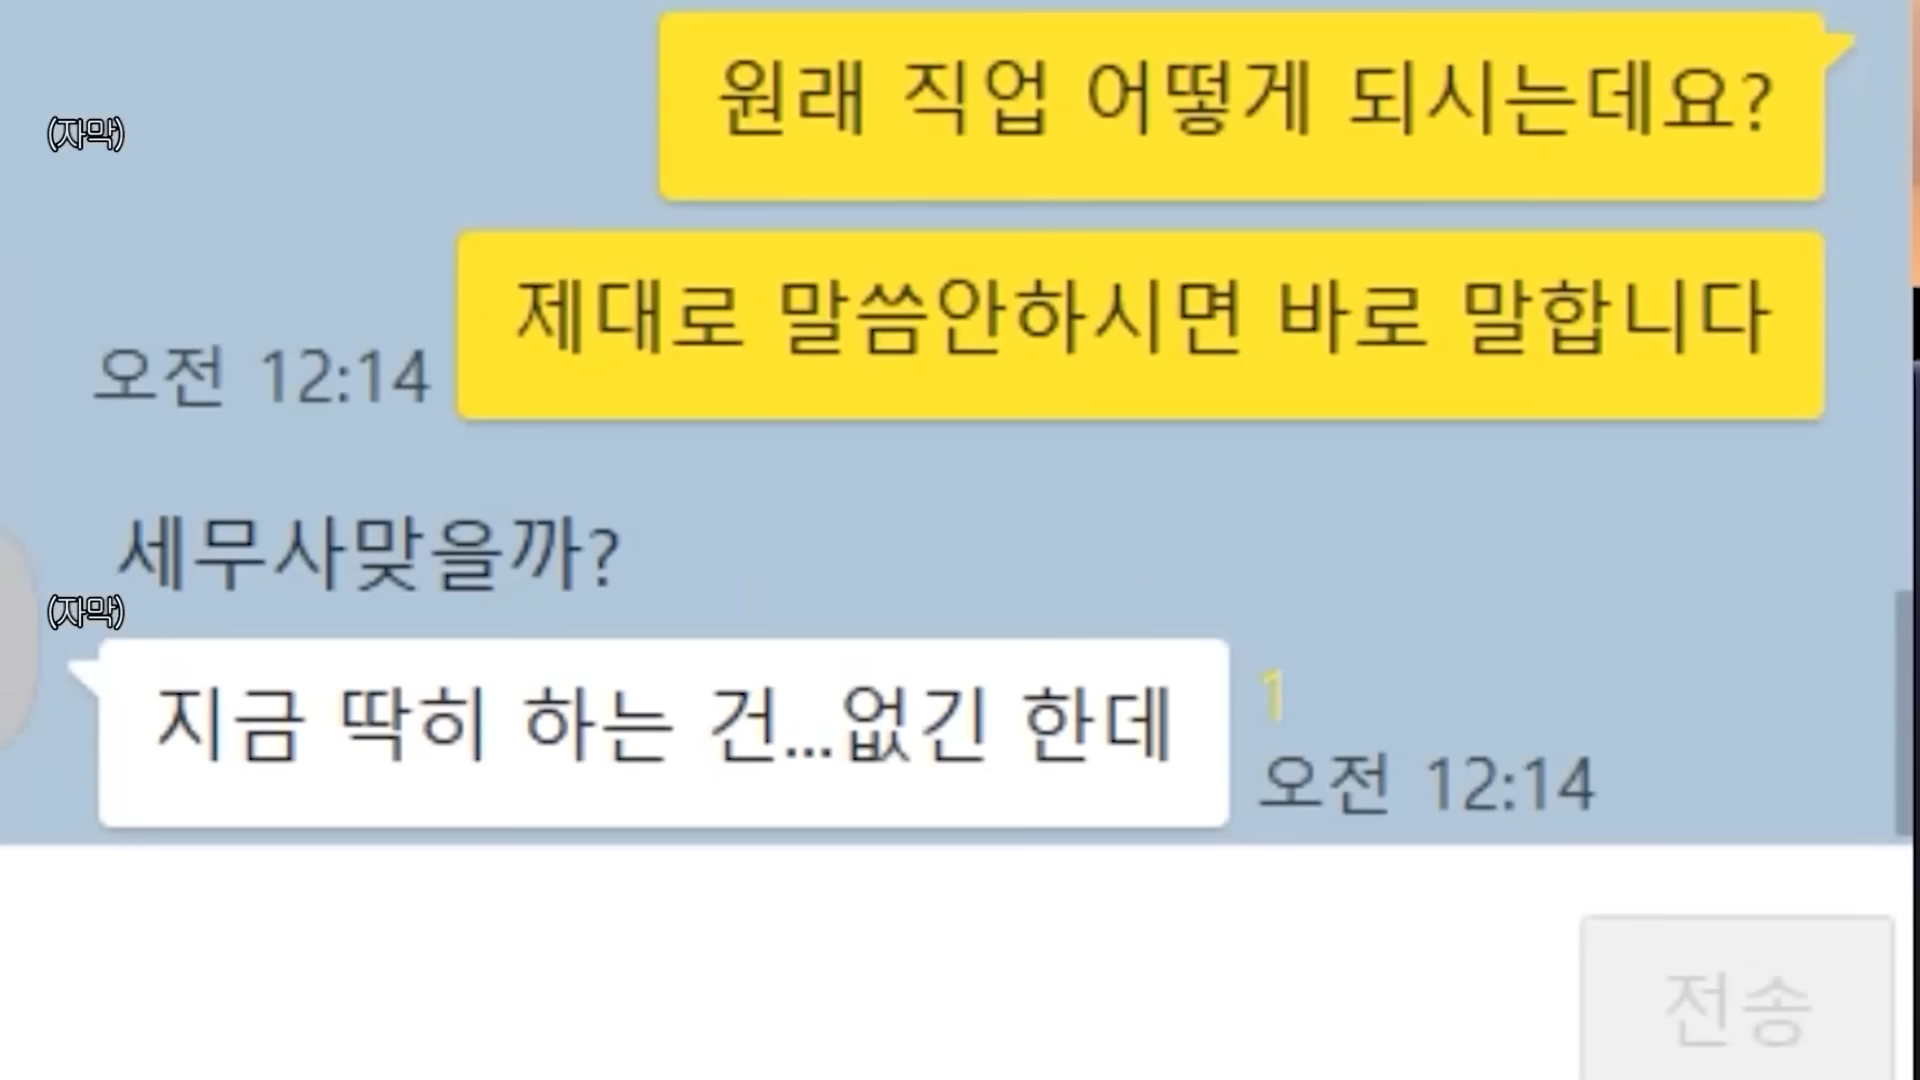 원래 직업 어떻게 되시는데요?
(자막)
제대로 말씀안하시면 바로 말합니다
오전 12:14
세무사맞을까?
(자막)
지금 딱히 하는 건...없긴 한데
1
오전 12:14
전송